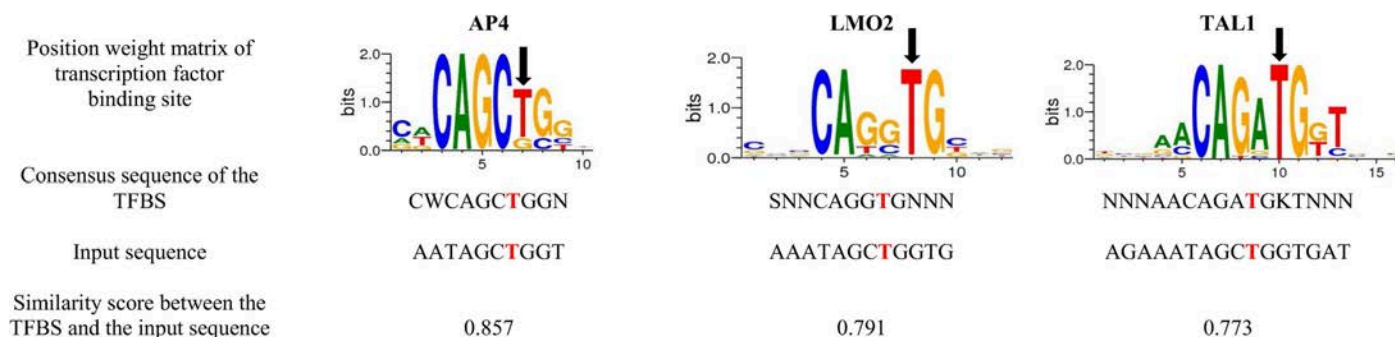 AP4 LMO2 TAL1
Position weight matrix of
transcription factor
binding site
2.0
bits
1.0
0.0
CACAGCTGG
5 10
2.0
bits
1.0
0.0
CAGGTG
5 10
2.0
bits
1.0
0.0
AACAGATGGT
5 10 15
Consensus sequence of the
TFBS
CWCAGCTGGN SNNCAGGTGNNN NNNAACAGATGKTNNN
Input sequence
AATAGCTGGT AAATAGCTGGTG AGAAATAGCTGGTGAT
Similarity score between the
TFBS and the input sequence
0.857 0.791 0.773